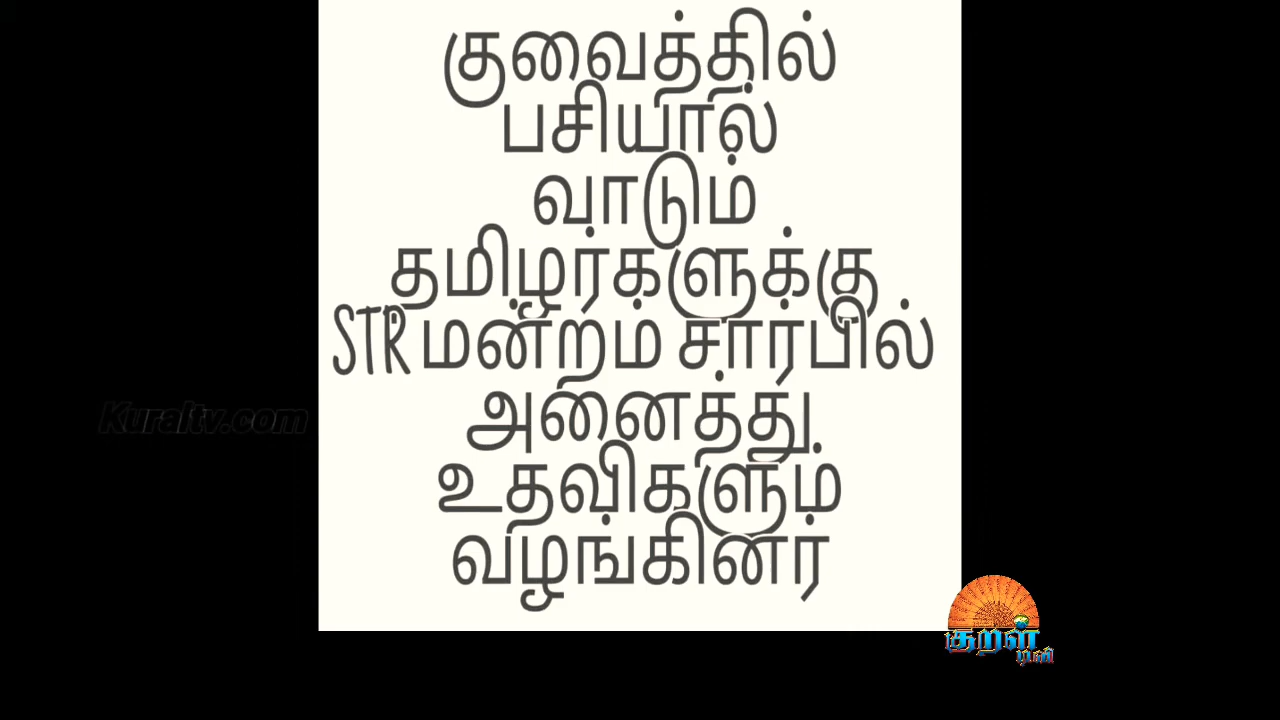 குவைத்தில்
பசியால்
வாடும்
தமிழர்களுக்கு
STR மன்றம் சார்பில்
அனைத்து
உதவிகளும்
வழங்கினர்
Kuraltv.com
குறள்